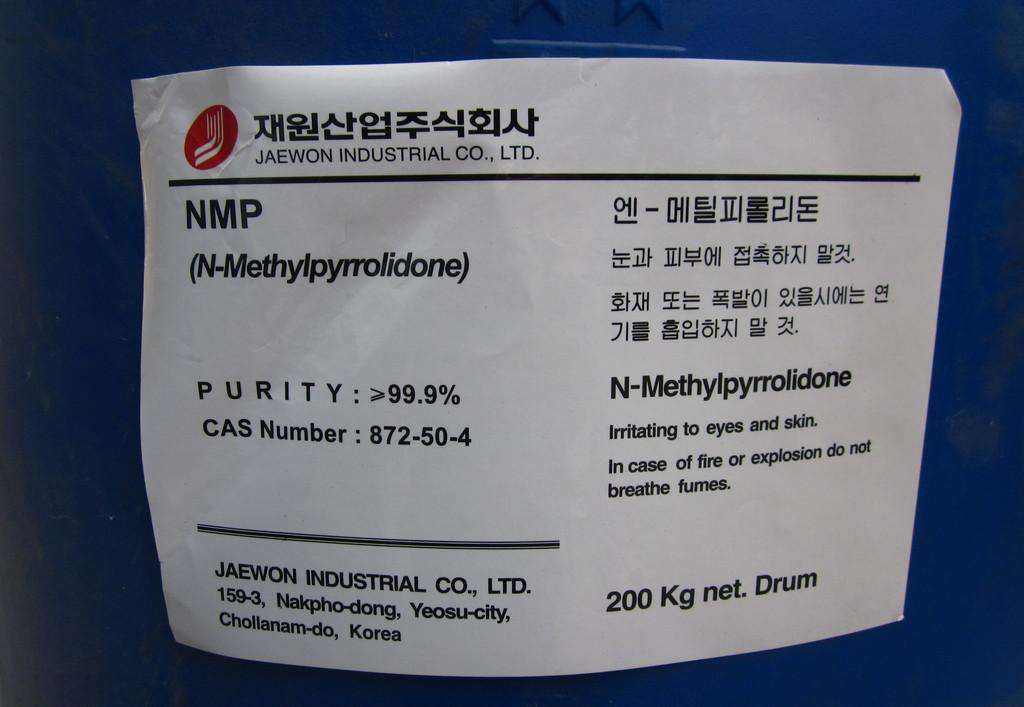 재원산업주식회사
JAEWON INDUSTRIAL CO., LTD.
NMP
(N-Methylpyrrolidone)
PURITY : ≥99.9%
CAS Number : 872-50-4
JAEWON INDUSTRIAL CO., LTD.
159-3, Nakpho-dong, Yeosu-city,
Chollanam-do, Korea
엔 - 메틸피롤리돈
눈과 피부에 접촉하지 말것.
화재 또는 폭발이 있을시에는 연
기를 흡입하지 말 것.
N-Methylpyrrolidone
Irritating to eyes and skin.
In case of fire or explosion do not
breathe fumes.
200 Kg net. Drum